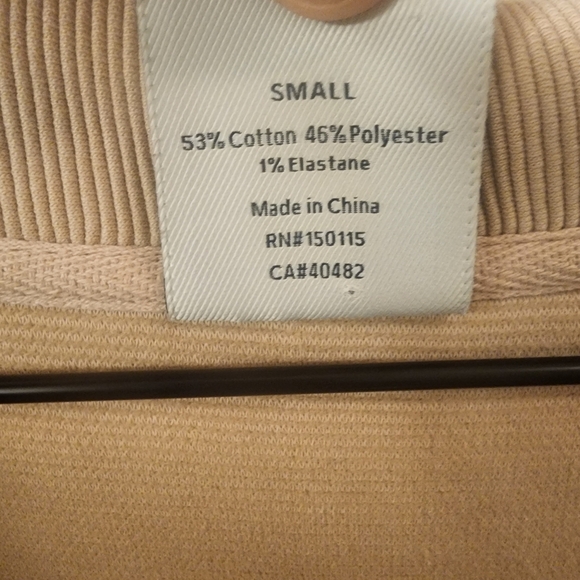 SMALL
53% Cotton 46% Polyester
1% Elastane
Made in China
RN#150115
CA#40482